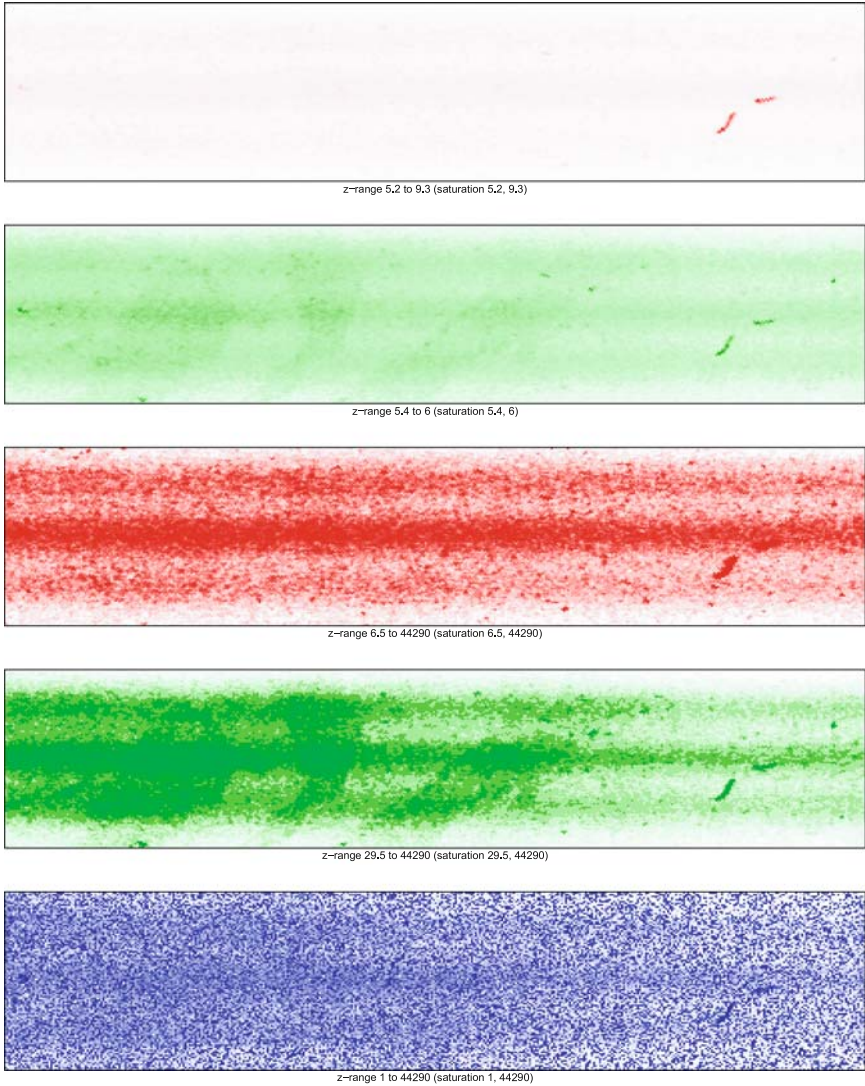 z−range 5.2 to 9.3 (saturation 5.2, 9.3)
z−range 5.4 to 6 (saturation 5.4, 6)
z−range 6.5 to 44290 (saturation 6.5, 44290)
z−range 29.5 to 44290 (saturation 29.5, 44290)
z−range 1 to 44290 (saturation 1, 44290)